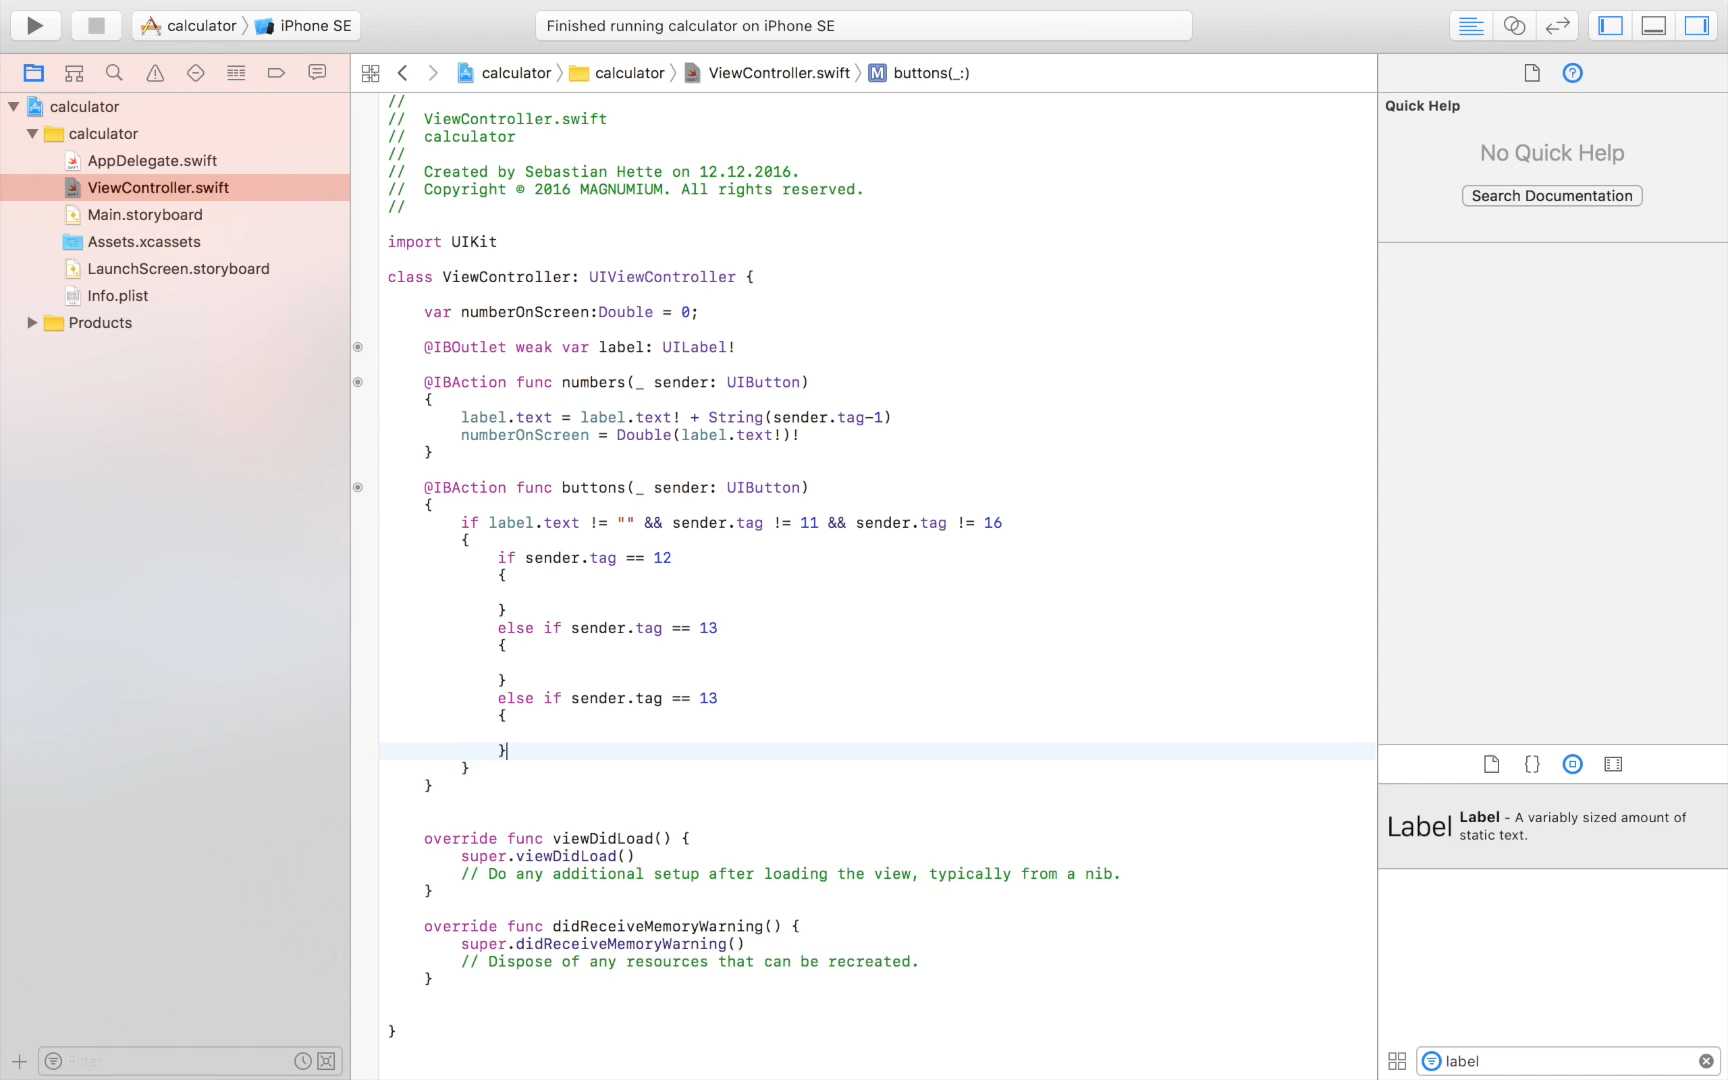 calculator
iPhone SE
Finished running calculator on iPhone SE
calculator
calculator
ViewController.swift
M buttons(_:)
calculator
calculator
AppDelegate.swift
ViewController.swift
Main.storyboard
Assets.xcassets
LaunchScreen.storyboard
Info.plist
Products
//
// ViewController.swift
// calculator
//
// Created by Sebastian Hette on 12.12.2016.
// Copyright © 2016 MAGNUMIUM. All rights reserved.
//
import UIKit
class ViewController: UIViewController {
var numberOnScreen:Double = 0;
@IBOutlet weak var label: UILabel!
@IBAction func numbers(_ sender: UIButton)
{
label.text = label.text! + String(sender.tag-1)
numberOnScreen = Double(label.text!)!
}
@IBAction func buttons(_ sender: UIButton)
{
if label.text != "" && sender.tag != 11 && sender.tag != 16
{
if sender.tag == 12
{
}
else if sender.tag == 13
{
}
else if sender.tag == 13
{
}
}
}
override func viewDidLoad() {
super.viewDidLoad()
// Do any additional setup after loading the view, typically from a nib.
}
override func didReceiveMemoryWarning() {
super.didReceiveMemoryWarning()
// Dispose of any resources that can be recreated.
}
}
Quick Help
No Quick Help
Search Documentation
{}
Label
Label - A variably sized amount of
static text.
Filter
label